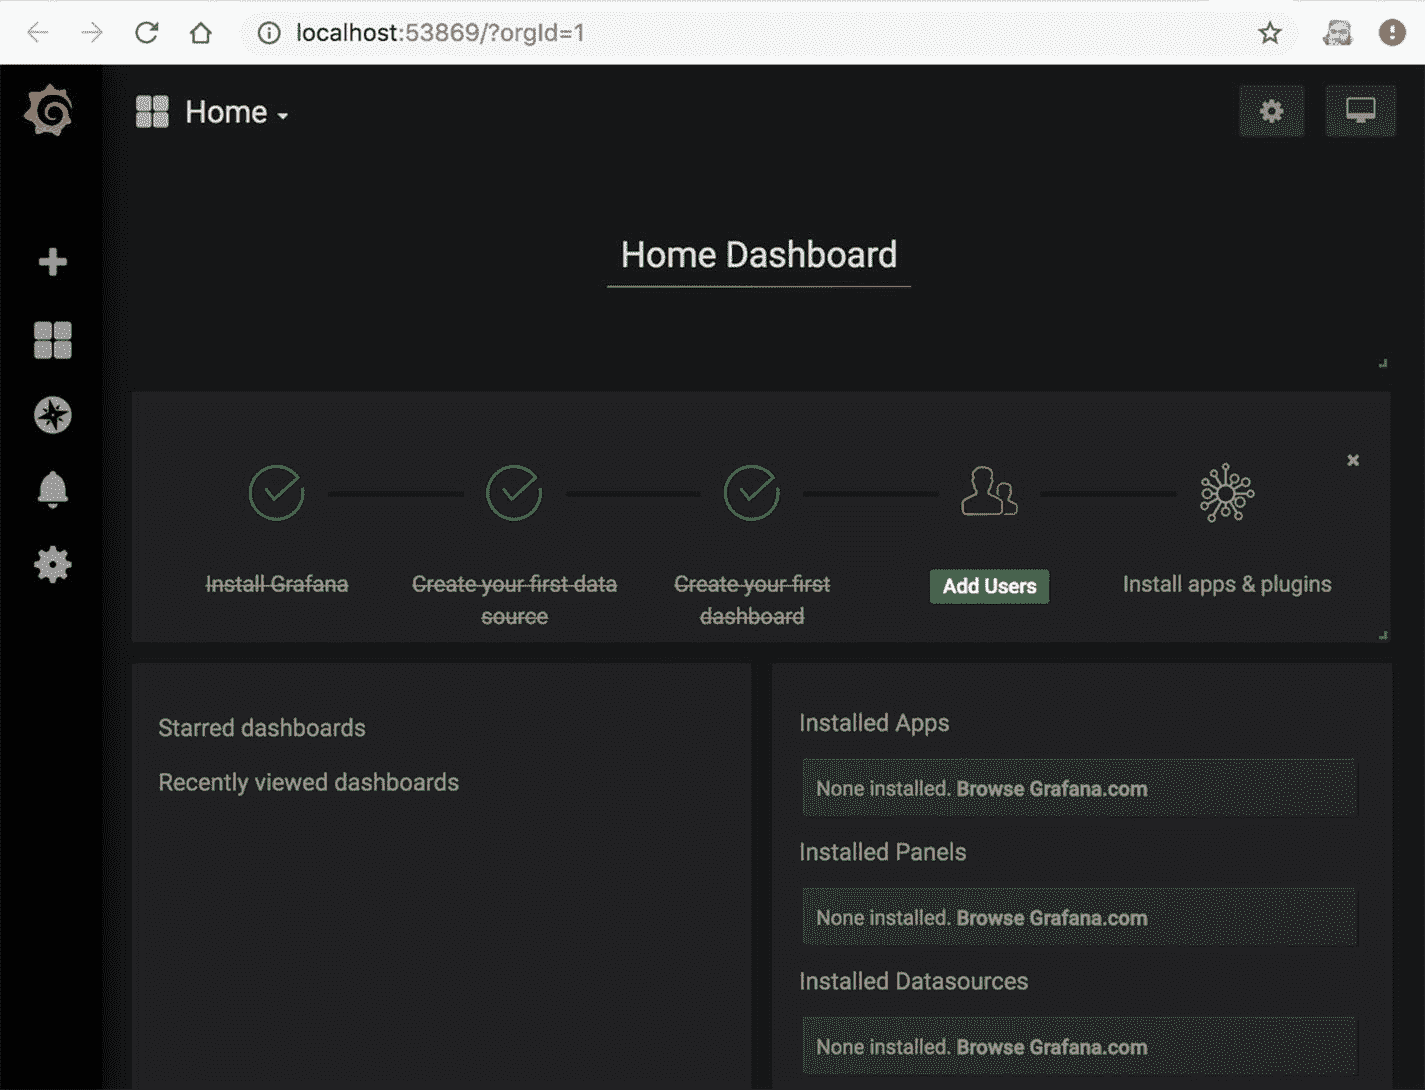 localhost:53869/?orgId=1
Home
Home Dashboard
Install Grafana
Create your first data
source
Create your first
dashboard
Add Users
Install apps & plugins
Starred dashboards
Recently viewed dashboards
Installed Apps
None installed. Browse Grafana.com
Installed Panels
None installed. Browse Grafana.com
Installed Datasources
None installed. Browse Grafana.com